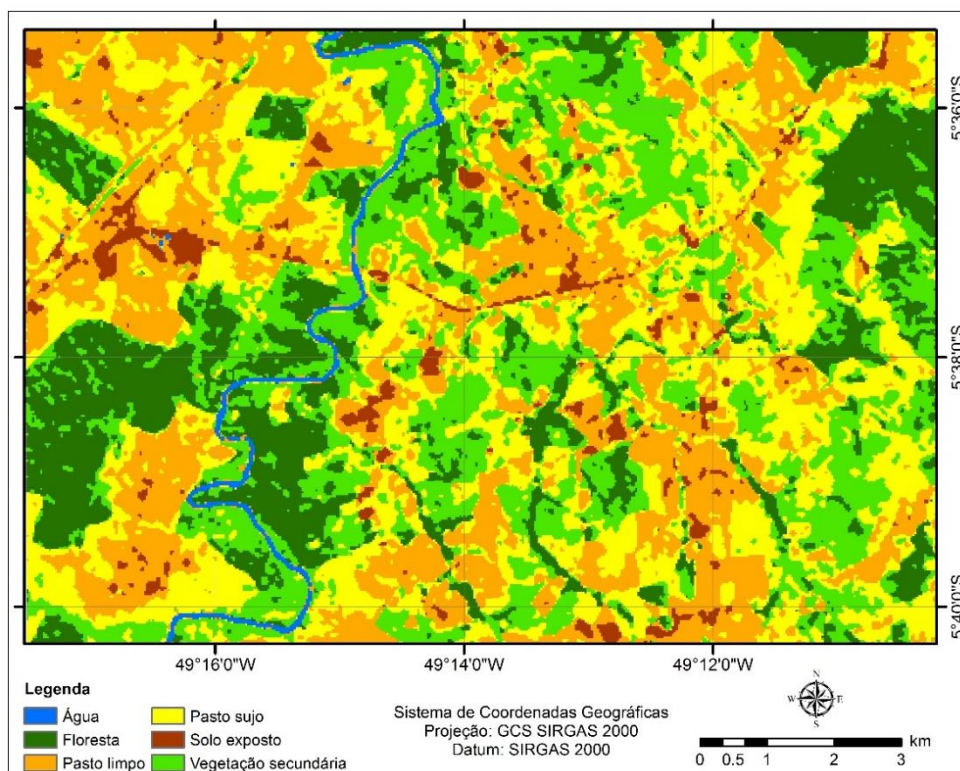 5°36'0"S
5°38'0"S
5°40'0"S
49°16'0"W
49°14'0"W
49°12'0"W
Legenda
Água
Floresta
Pasto limpo
Pasto sujo
Solo exposto
Vegetação secundária
Sistema de Coordenadas Geográficas
Projeção: GCS SIRGAS 2000
Datum: SIRGAS 2000
N
W E
S
km
0 0.5 1 2 3